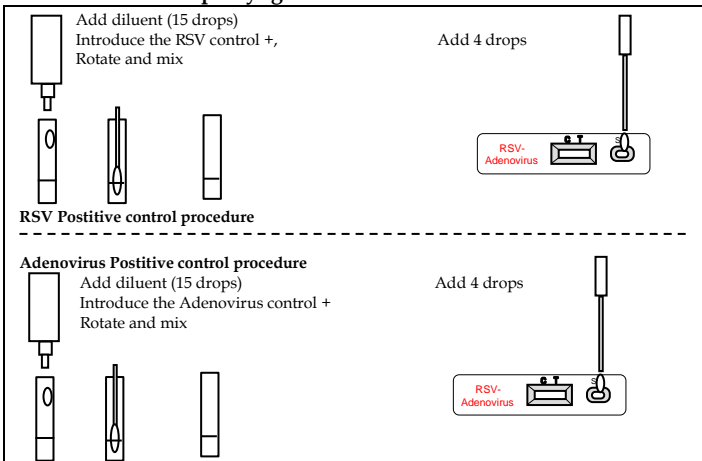 Add diluent (15 drops)
Introduce the RSV control +,
Rotate and mix
Add 4 drops
C T
S
RSV-
Adenovirus
RSV Postitive control procedure
Adenovirus Postitive control procedure
Add diluent (15 drops)
Introduce the Adenovirus control +
Rotate and mix
Add 4 drops
C T
S
RSV-
Adenovirus